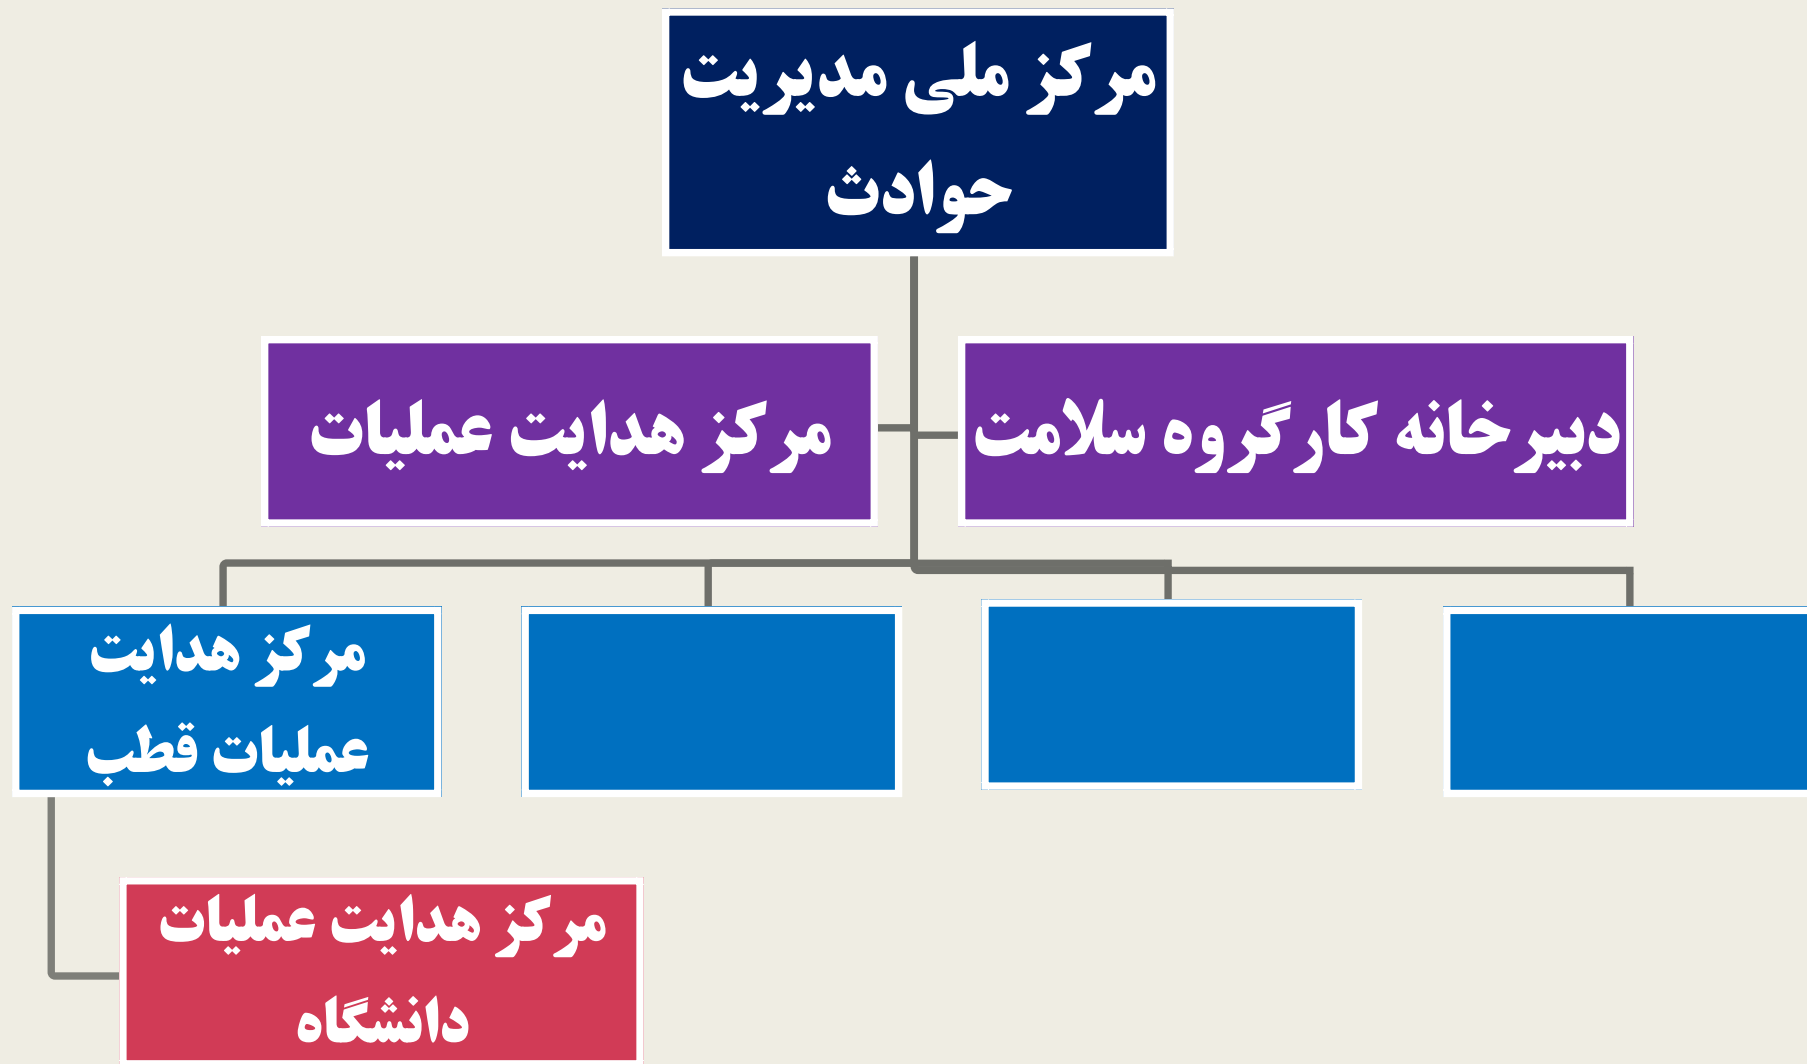 مرکز ملی مدیریت
حوادث
دبیرخانه کارگروه سلامت
مرکز هدایت عملیات
مرکز هدایت
عملیات قطب
مرکز هدایت عملیات
دانشگاه